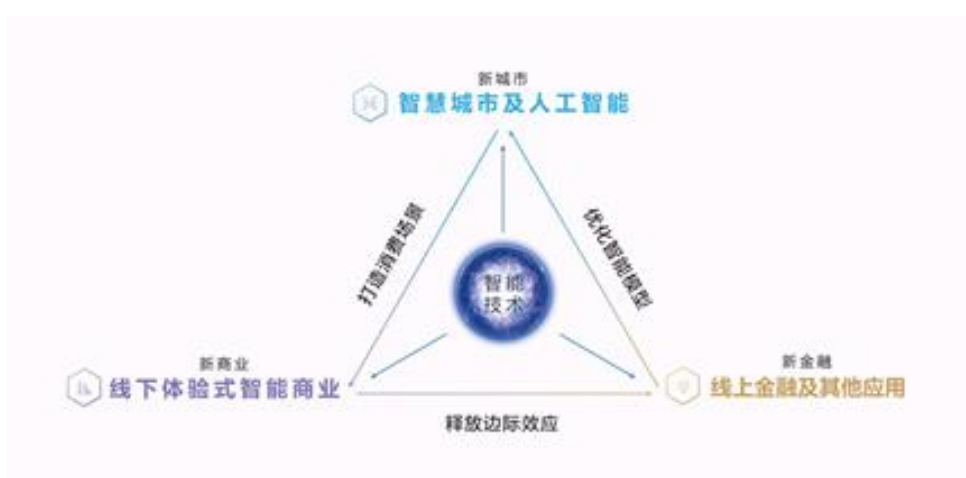 新城市
智慧城市及人工智能
打造消费场景
优化智能模型
智能
技术
新商业
线下体验式智能商业
新金融
线上金融及其他应用
释放边际效应